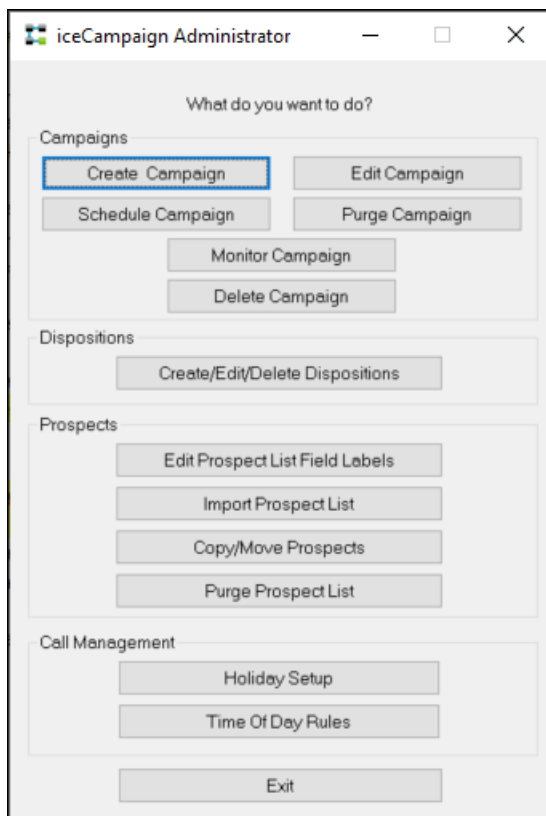 iceCampaign Administrator
What do you want to do?
Campaigns
Create Campaign
Edit Campaign
Schedule Campaign
Purge Campaign
Monitor Campaign
Delete Campaign
Dispositions
Create/Edit/Delete Dispositions
Prospects
Edit Prospect List Field Labels
Import Prospect List
Copy/Move Prospects
Purge Prospect List
Call Management
Holiday Setup
Time Of Day Rules
Exit